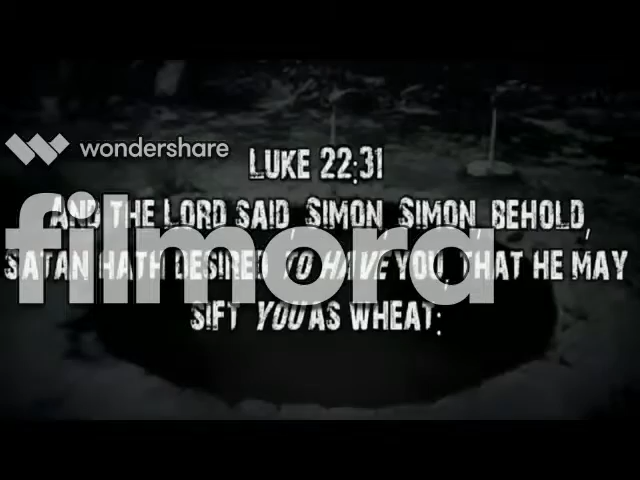 wondershare
filmora
LUKE 22:31
AND THE LORD SAID, SIMON, SIMON, BEHOLD,
SATAN HATH DESIRED TO HAVE YOU, THAT HE MAY
SIFT YOU AS WHEAT: